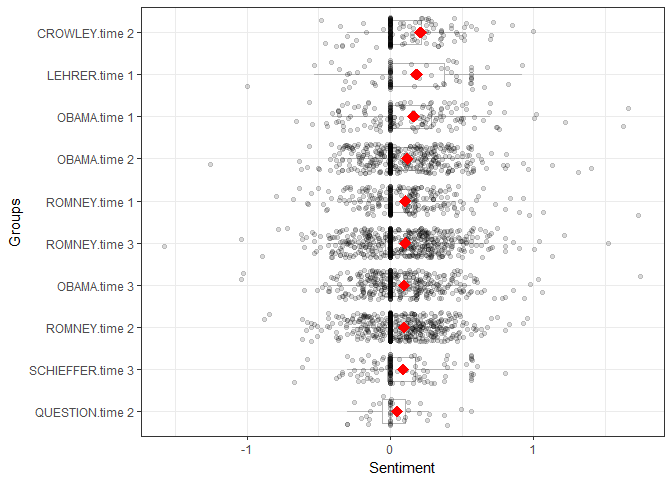 Groups
CROWLEY.time 2
LEHRER.time 1
OBAMA.time 1
OBAMA.time 2
ROMNEY.time 1
ROMNEY.time 3
OBAMA.time 3
ROMNEY.time 2
SCHIEFFER.time 3
QUESTION.time 2
-1 0 1
Sentiment